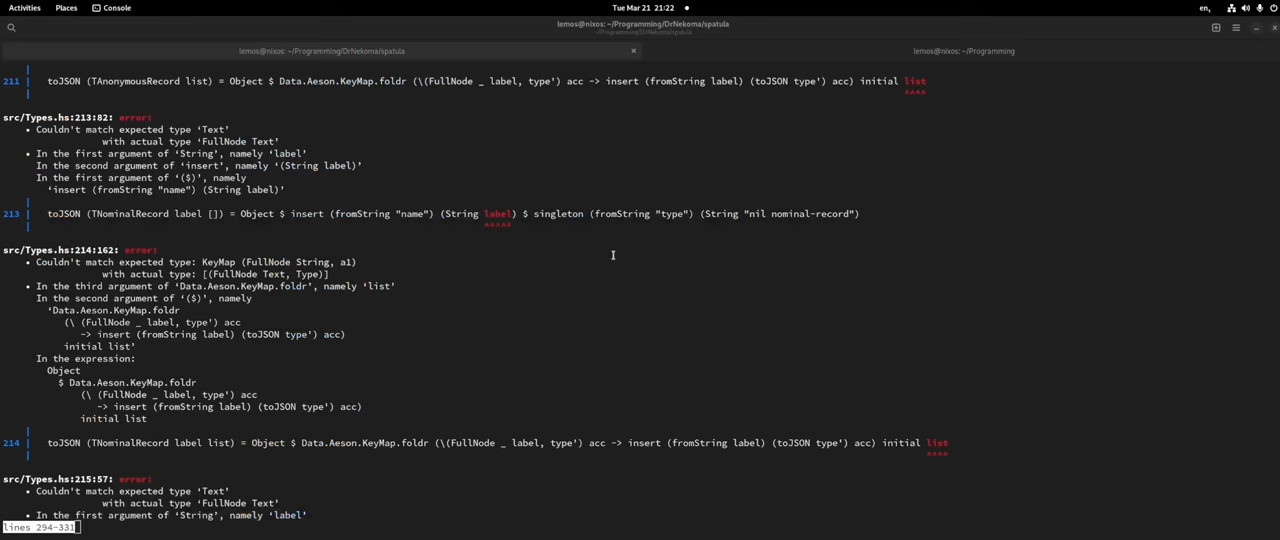 Activities Places Console Tue Mar 21 21:22 en,
lemos@nixos: ~/Programming/DrNekoma/spatula
~/Programming/DrNekoma/spatula
lemos@nixos: ~/Programming/DrNekoma/spatula × lemos@nixos: ~/Programming
|
211 | toJSON (TAnonymousRecord list) = Object $ Data.Aeson.KeyMap.foldr (\(FullNode _ label, type') acc -> insert (fromString label) (toJSON type') acc) initial list
| ^^^^
src/Types.hs:213:82: error:
• Couldn't match expected type ‘Text’
with actual type ‘FullNode Text’
• In the first argument of ‘String’, namely ‘label’
In the second argument of ‘insert’, namely ‘(String label)’
In the first argument of ‘($)’, namely
‘insert (fromString "name") (String label)’
|
213 | toJSON (TNominalRecord label []) = Object $ insert (fromString "name") (String label) $ singleton (fromString "type") (String "nil nominal-record")
| ^^^^^
src/Types.hs:214:162: error:
• Couldn't match expected type: KeyMap (FullNode String, a1)
with actual type: [(FullNode Text, Type)]
• In the third argument of ‘Data.Aeson.KeyMap.foldr’, namely ‘list’
In the second argument of ‘($)’, namely
‘Data.Aeson.KeyMap.foldr
(\ (FullNode _ label, type') acc
-> insert (fromString label) (toJSON type') acc)
initial list’
In the expression:
Object
$ Data.Aeson.KeyMap.foldr
(\ (FullNode _ label, type') acc
-> insert (fromString label) (toJSON type') acc)
initial list
|
214 | toJSON (TNominalRecord label list) = Object $ Data.Aeson.KeyMap.foldr (\(FullNode _ label, type') acc -> insert (fromString label) (toJSON type') acc) initial list
| ^^^^
src/Types.hs:215:57: error:
• Couldn't match expected type ‘Text’
with actual type ‘FullNode Text’
• In the first argument of ‘String’, namely ‘label’
lines 294-331